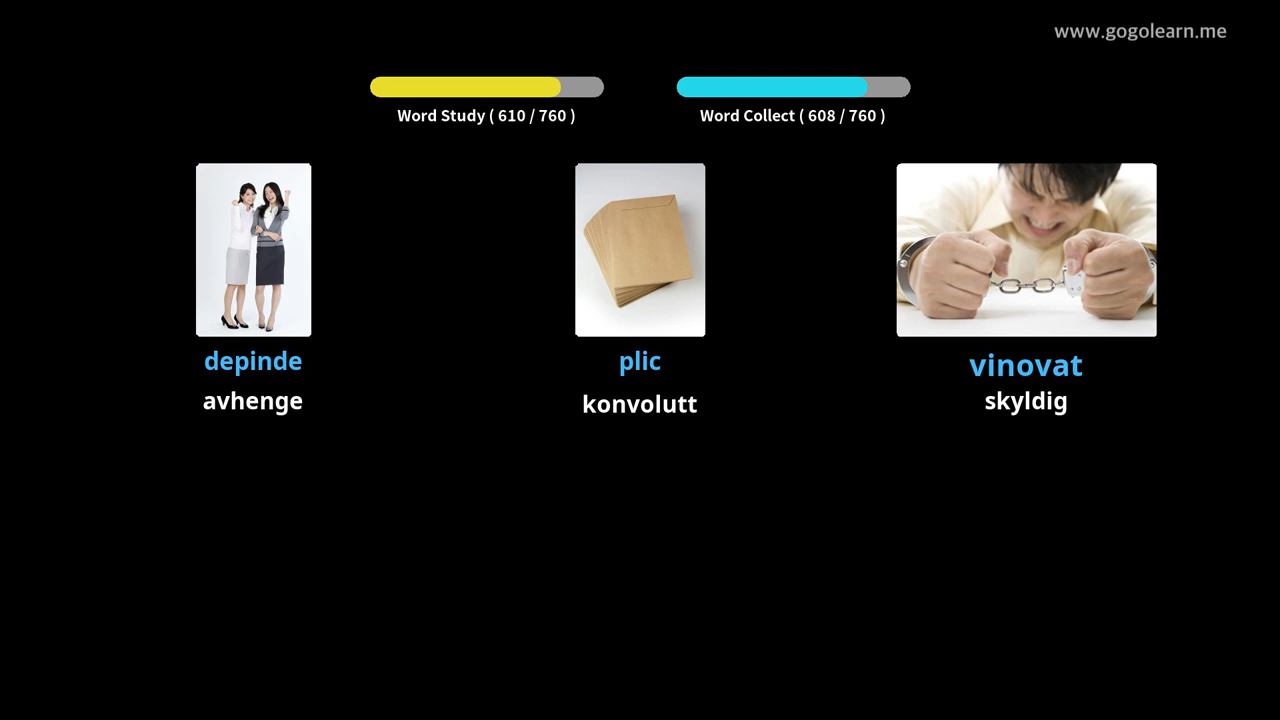 www.gogolearn.me
Word Study ( 610 / 760 )
Word Collect ( 608 / 760 )
depinde
avhenge
plic
konvolutt
vinovat
skyldig